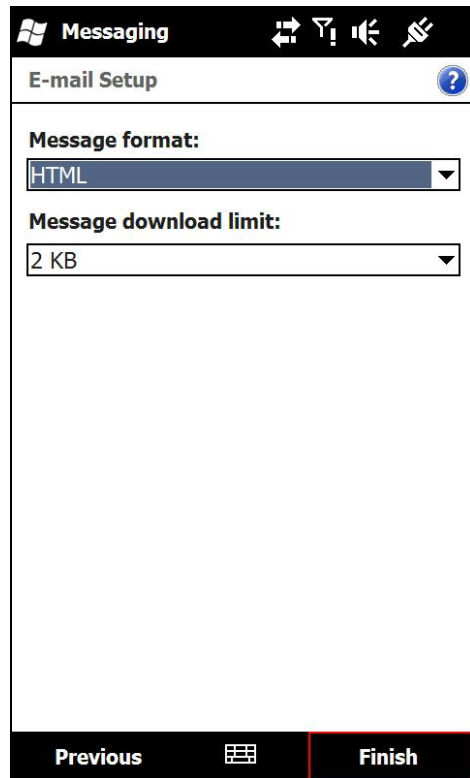 Messaging
E-mail Setup
?
Message format:
HTML
Message download limit:
2 KB
Previous
Finish